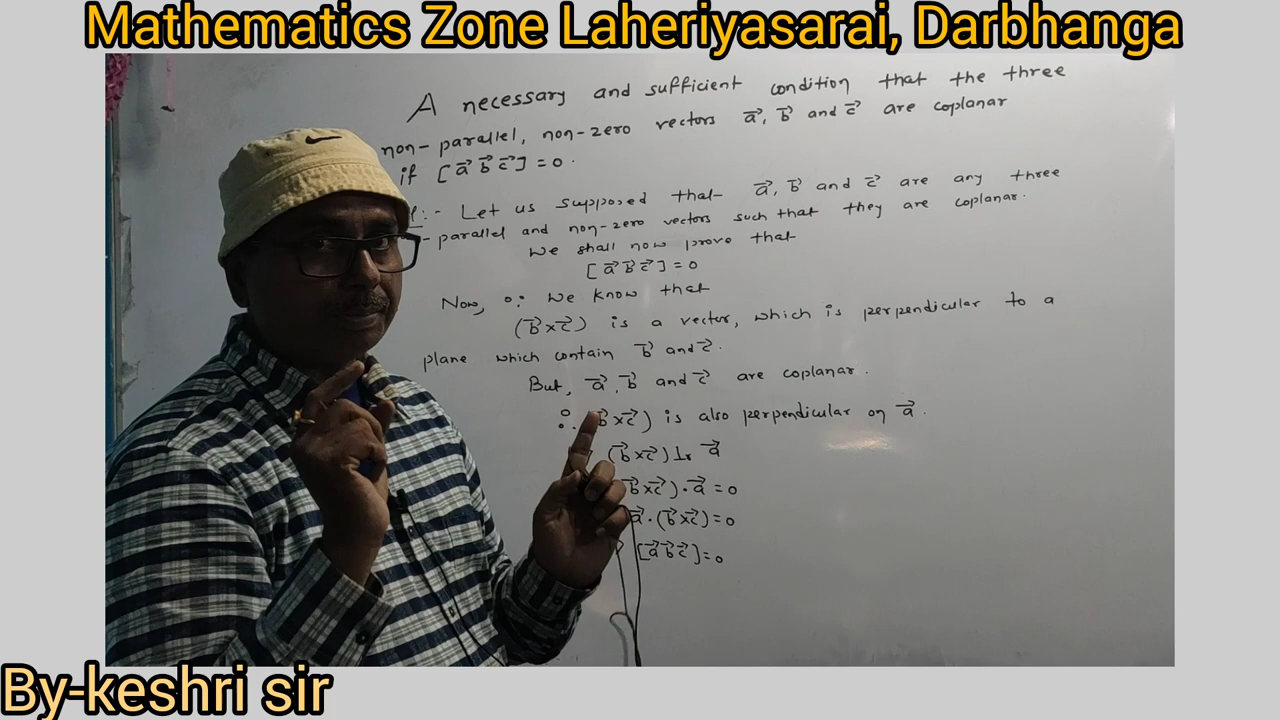 Mathematics Zone Laheriyasarai, Darbhanga
A necessary and sufficient condition that the three
non-parallel, non-zero vectors a⃗, b⃗ and c⃗ are coplanar
if [a⃗ b⃗ c⃗] = 0.
:- Let us supposed that a⃗, b⃗ and c⃗ are any three
-parallel and non-zero vectors such that they are coplanar.
We shall now prove that
[a⃗ b⃗ c⃗] = 0
Now, ∵ We know that
(b⃗×c⃗) is a vector, which is perpendicular to a
plane which contain b⃗ and c⃗.
But, a⃗, b⃗ and c⃗ are coplanar.
∴ b⃗×c⃗) is also perpendicular on a⃗.
(b⃗×c⃗) ⊥r a⃗
b⃗×c⃗)·a⃗ = 0
a⃗·(b⃗×c⃗) = 0
[a⃗ b⃗ c⃗] = 0
By-keshri sir